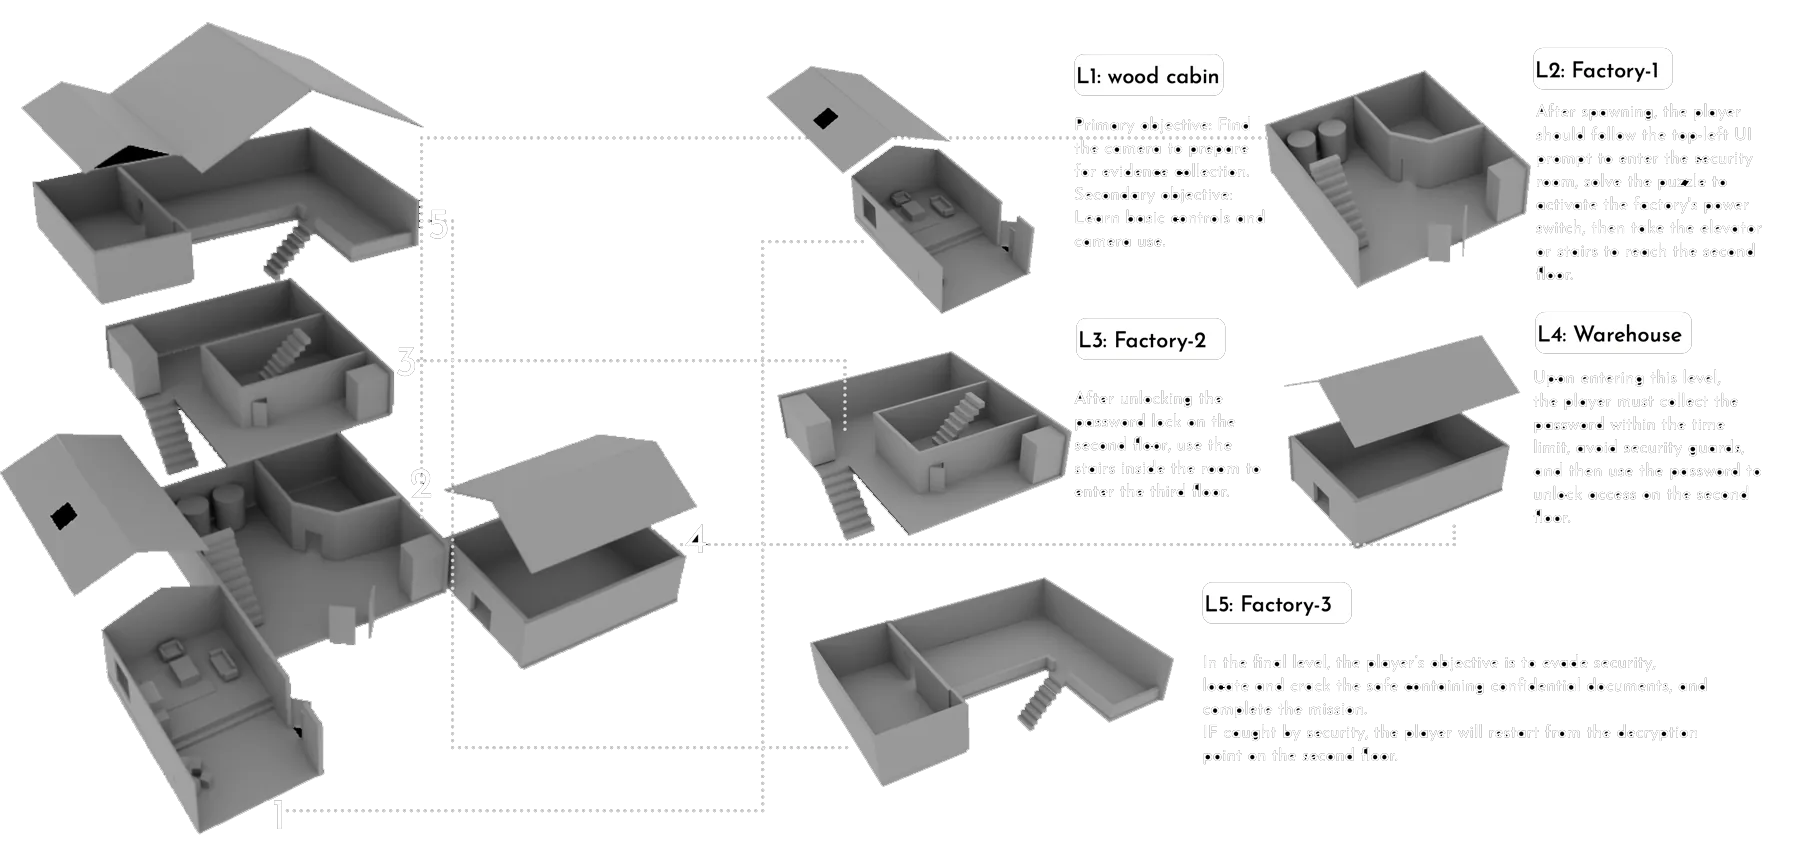 L1: wood cabin
Primary objective: Find
the camera to prepare
for evidence collection.
Secondary objective:
Learn basic controls and
camera use.
L2: Factory-1
After spawning, the player
should follow the top-left UI
prompt to enter the security
room, solve the puzzle to
activate the factory's power
switch, then take the elevator
or stairs to reach the second
floor.
L3: Factory-2
After unlocking the
password lock on the
second floor, use the
stairs inside the room to
enter the third floor.
L4: Warehouse
Upon entering this level,
the player must collect the
password within the time
limit, avoid security guards,
and then use the password to
unlock access on the second
floor.
L5: Factory-3
In the final level, the player's objective is to evade security,
locate and crack the safe containing confidential documents, and
complete the mission.
IF caught by security, the player will restart from the decryption
point on the second floor.
5
3
2
4
1